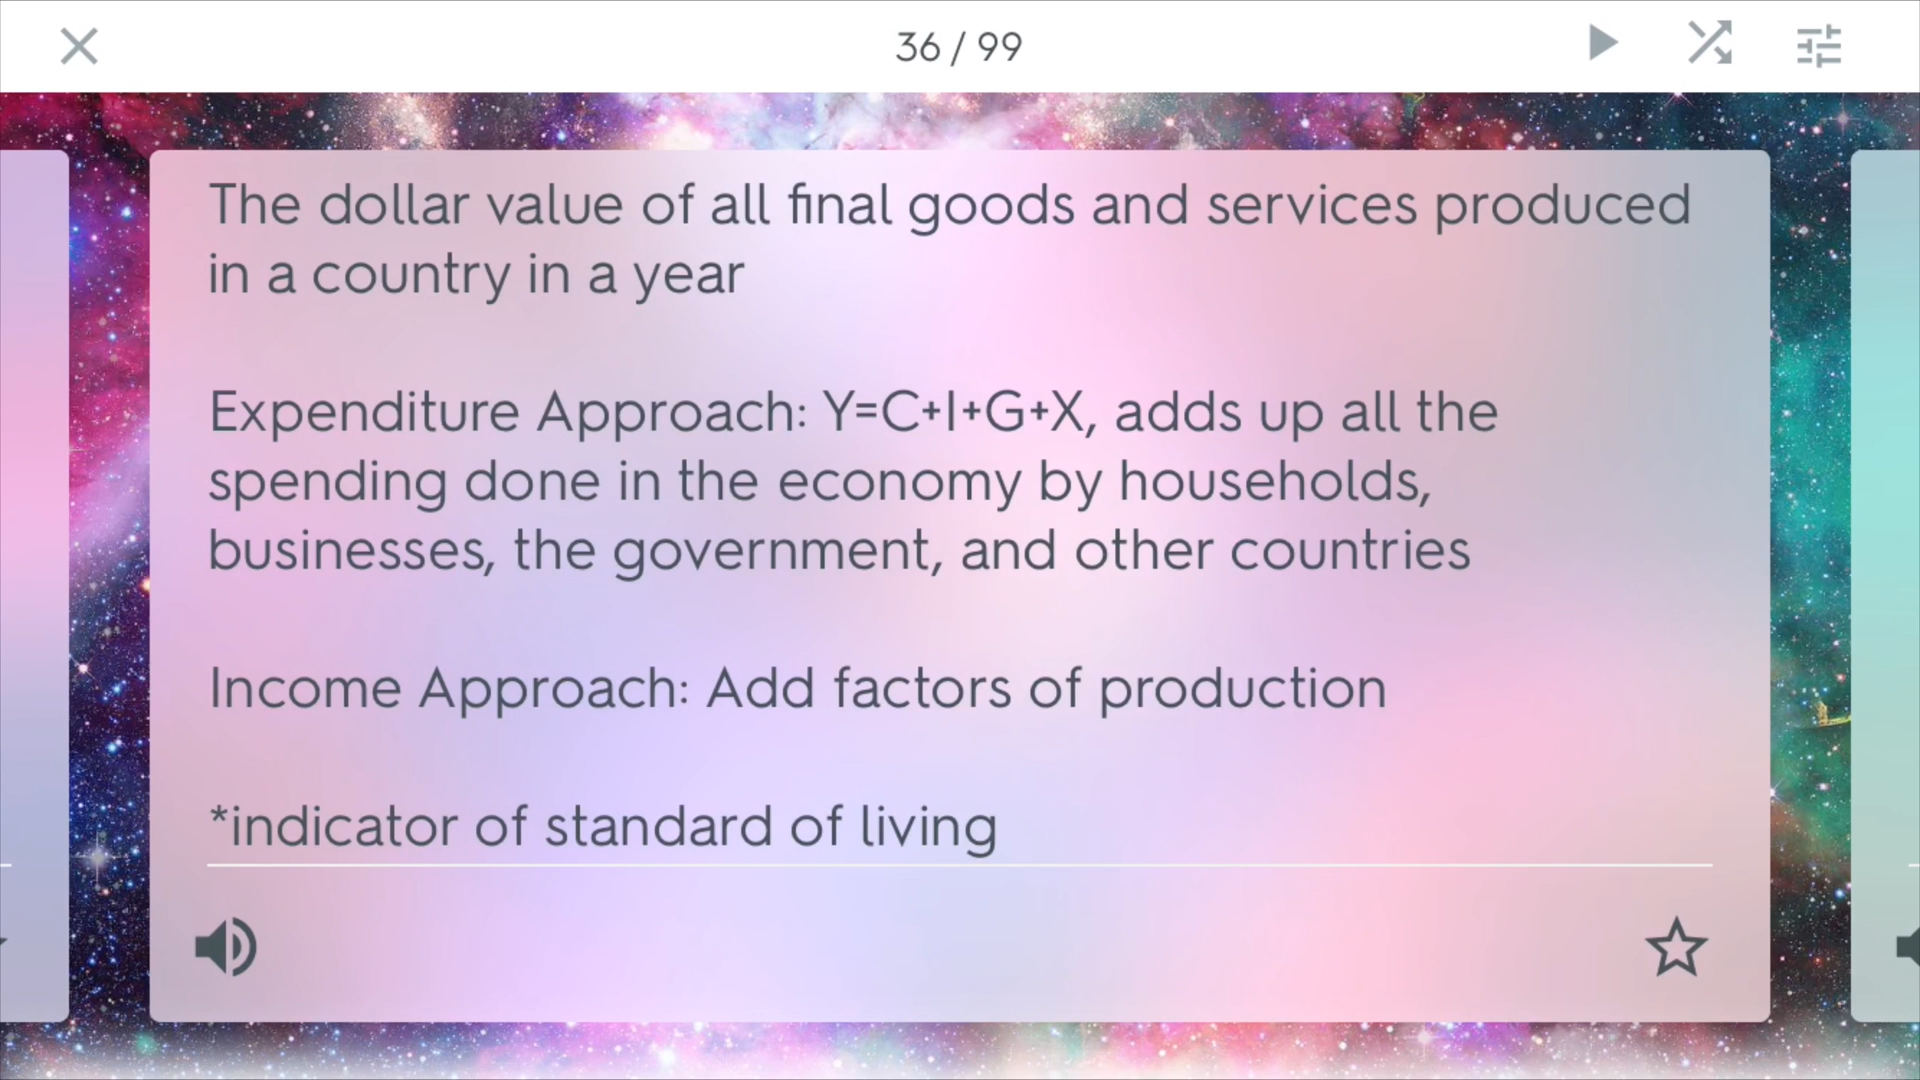 36 / 99
The dollar value of all final goods and services produced
in a country in a year
Expenditure Approach: Y=C+I+G+X, adds up all the
spending done in the economy by households,
businesses, the government, and other countries
Income Approach: Add factors of production
*indicator of standard of living